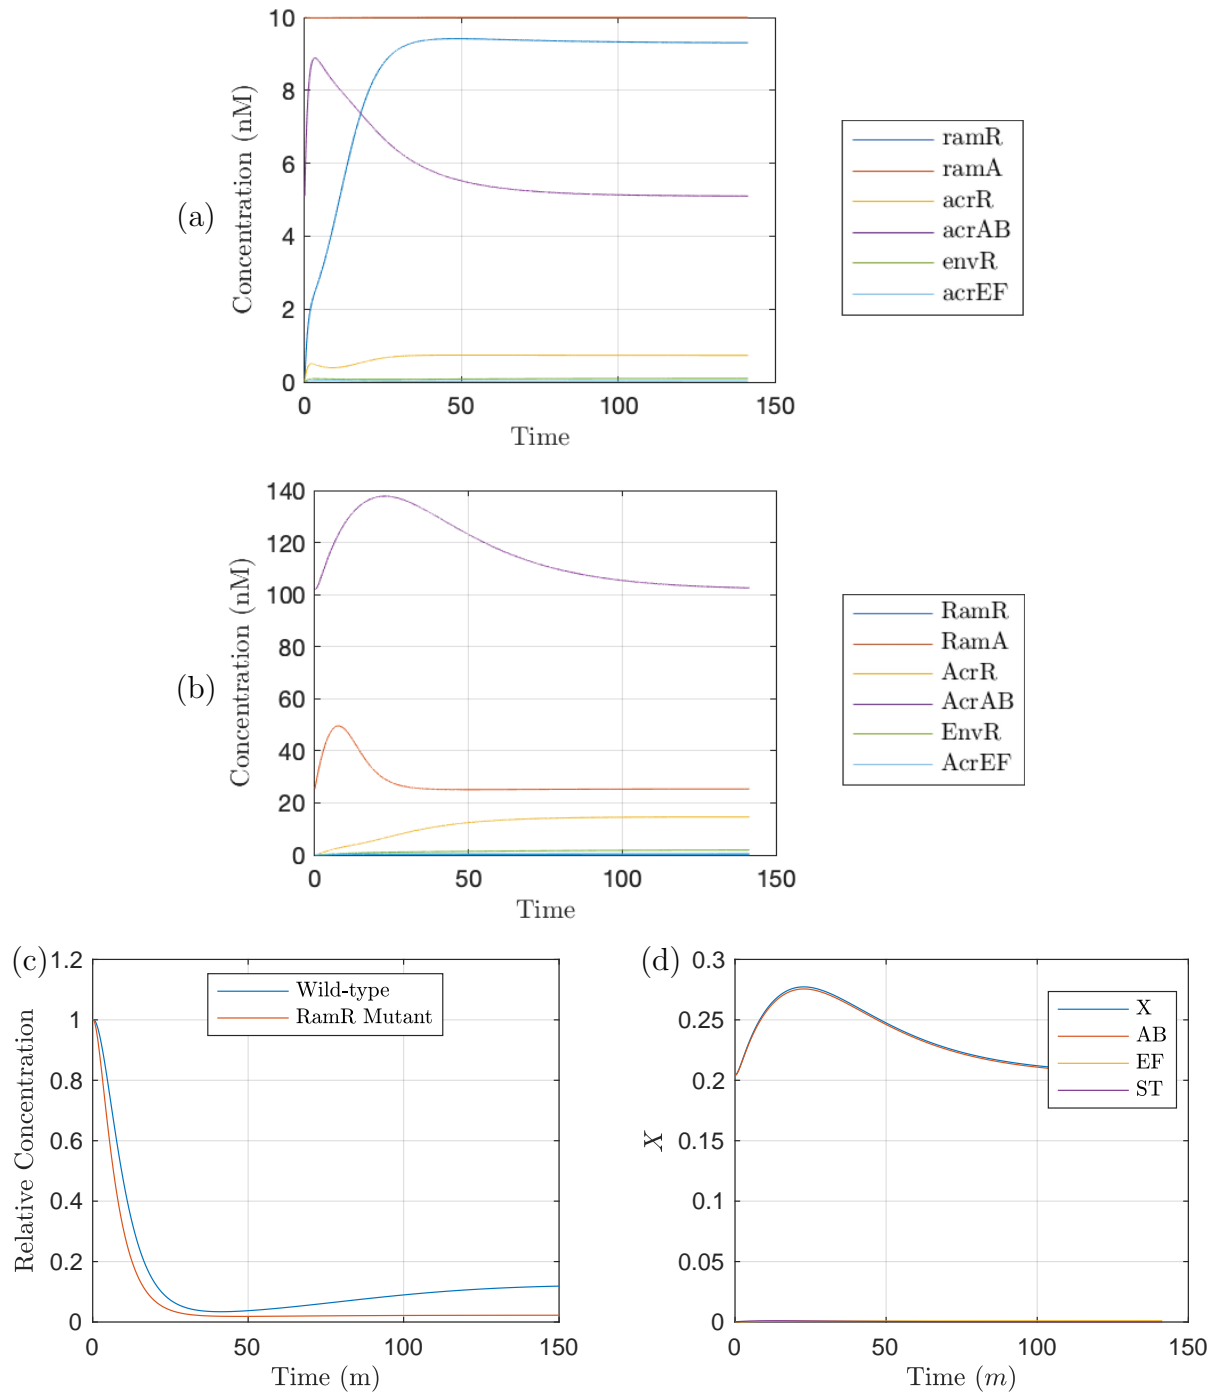 (a)
Concentration (nM)
10
8
6
4
2
0
0 50 100 150
Time
ramR
ramA
acrR
acrAB
envR
acrEF
(b)
Concentration (nM)
140
120
100
80
60
40
20
0
0 50 100 150
Time
RamR
RamA
AcrR
AcrAB
EnvR
AcrEF
(c)
Relative Concentration
1.2
1
0.8
0.6
0.4
0.2
0
0 50 100 150
Time (m)
Wild-type
RamR Mutant
(d)
X
0.3
0.25
0.2
0.15
0.1
0.05
0
0 50 100 150
Time (m)
X
AB
EF
ST